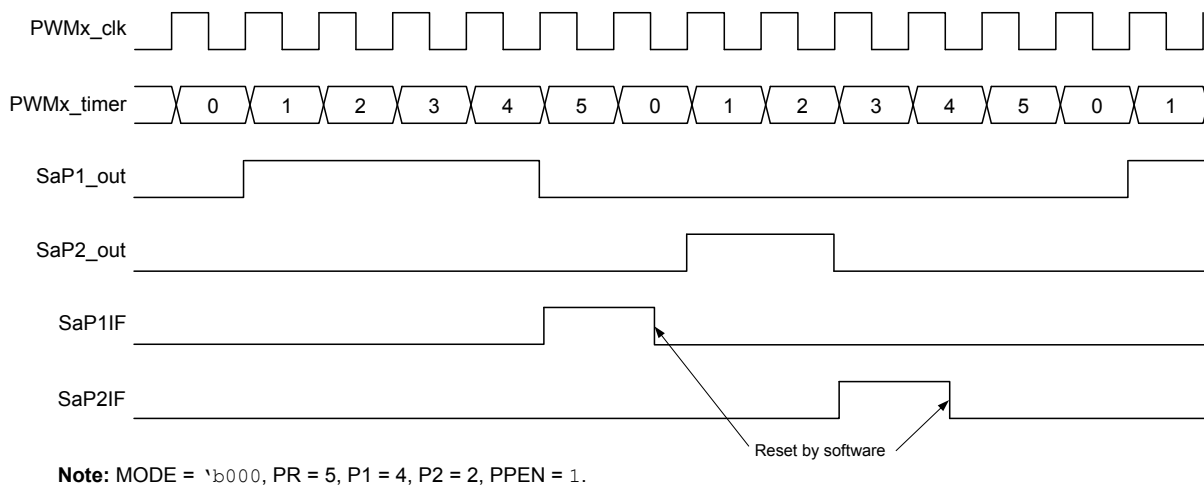 PWMx_clk
PWMx_timer 0 1 2 3 4 5 0 1 2 3 4 5 0 1
SaP1_out
SaP2_out
SaP1IF
SaP2IF
Reset by software
Note: MODE = 'b000, PR = 5, P1 = 4, P2 = 2, PPEN = 1.